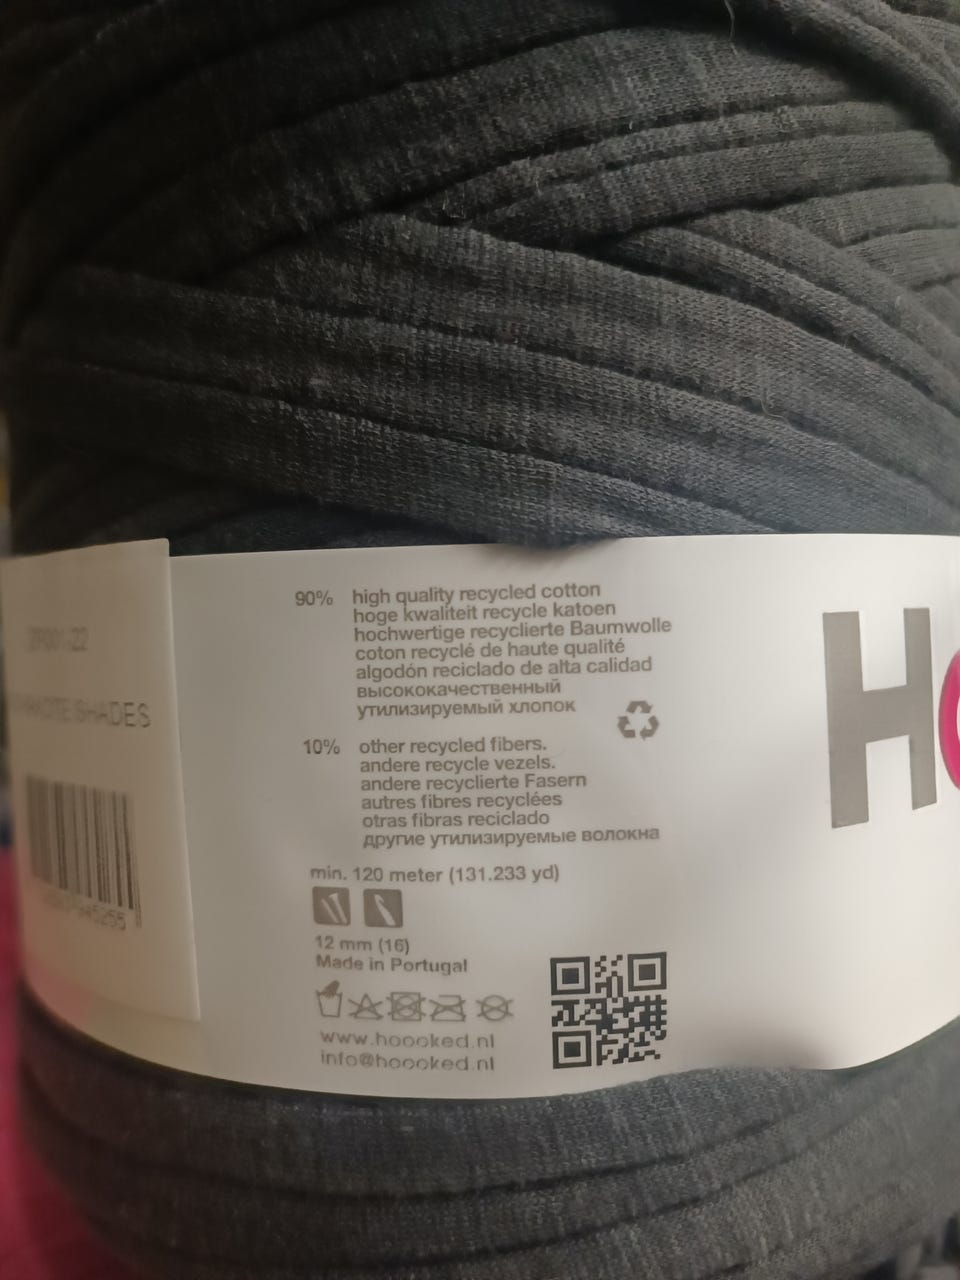 SHADES
90% high quality recycled cotton
hoge kwaliteit recycle katoen
hochwertige recyclierte Baumwolle
coton recyclé de haute qualité
algodón reciclado de alta calidad
высококачественный
утилизируемый хлопок
10% other recycled fibers.
andere recycle vezels.
andere recyclierte Fasern
autres fibres recyclées
otras fibras reciclado
другие утилизируемые волокна
min. 120 meter (131.233 yd)
12 mm (16)
Made in Portugal
www.hoooked.nl
info@hoooked.nl
H